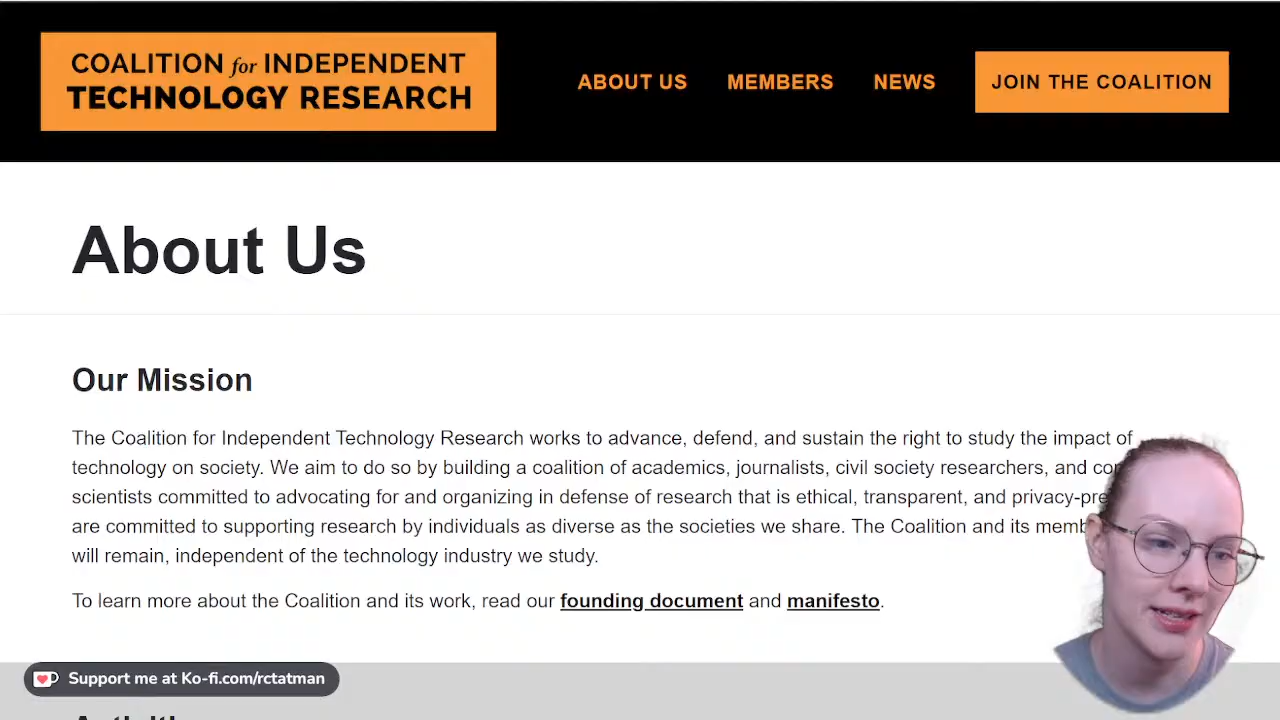 COALITION for INDEPENDENT
TECHNOLOGY RESEARCH
ABOUT US
MEMBERS
NEWS
JOIN THE COALITION
About Us
Our Mission
The Coalition for Independent Technology Research works to advance, defend, and sustain the right to study the impact of
technology on society. We aim to do so by building a coalition of academics, journalists, civil society researchers, and
scientists committed to advocating for and organizing in defense of research that is ethical, transparent, and
are committed to supporting research by individuals as diverse as the societies we share. The Coalition and its
will remain, independent of the technology industry we study.
To learn more about the Coalition and its work, read our founding document and manifesto.
Support me at Ko-fi.com/rctatman